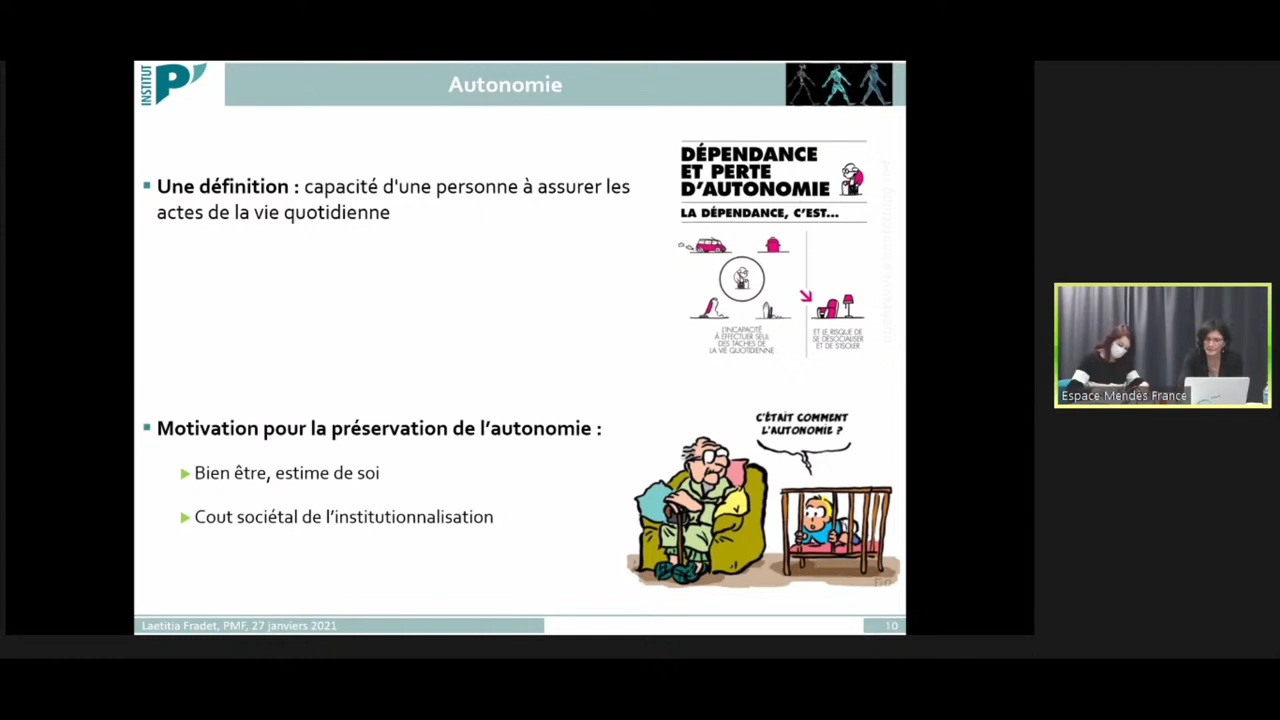 INSTITUT
P'
Autonomie
Une définition : capacité d'une personne à assurer les
actes de la vie quotidienne
DÉPENDANCE
ET PERTE
D'AUTONOMIE
LA DÉPENDANCE, C'EST...
L'INCAPACITÉ
À EFFECTUER SEUL
DES TACHES DE
LA VIE QUOTIDIENNE
ET LE RISQUE DE
SE DÉSOCIALISER
ET DE S'ISOLER
Motivation pour la préservation de l'autonomie :
Bien être, estime de soi
Cout sociétal de l'institutionnalisation
C'ÉTAIT COMMENT
L'AUTONOMIE ?
Laetitia Fradet, PMF, 27 janviers 2021
10
Espace Mendès France